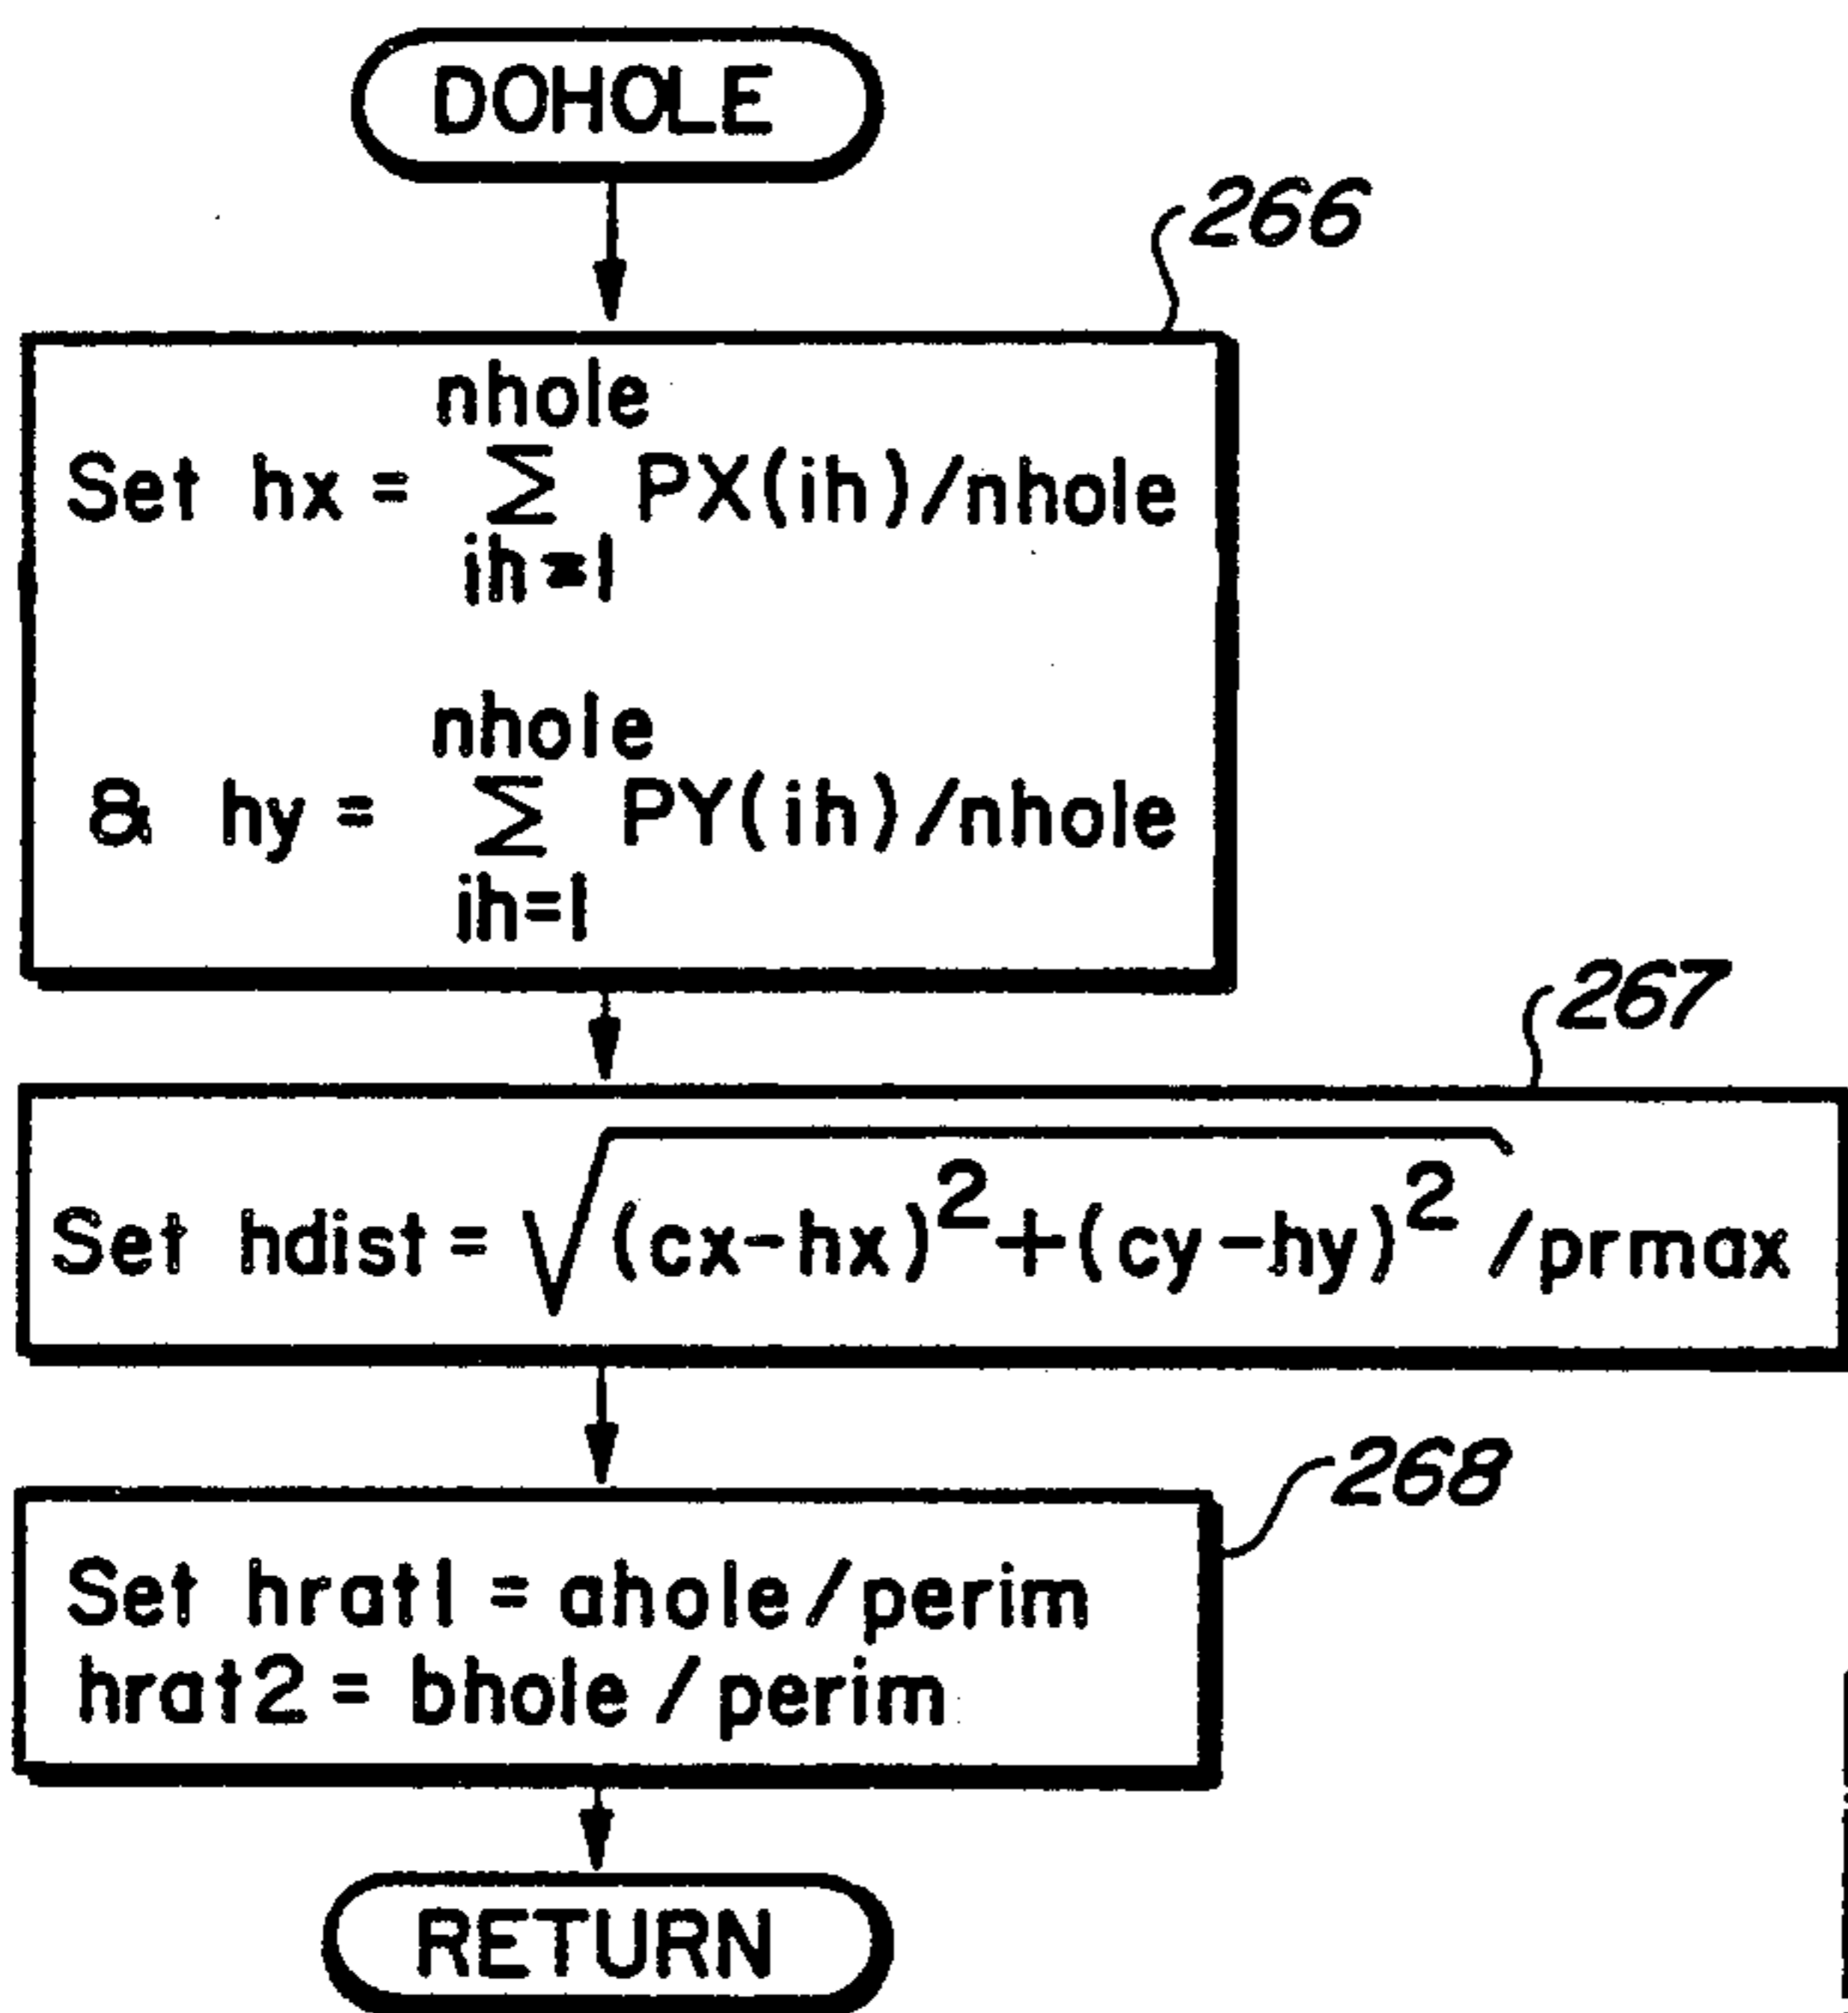 DOHOLE
266
nhole
Set hx = Σ PX(ih)/nhole
ih=1
nhole
& hy = Σ PY(ih)/nhole
ih=1
267
Set hdist = √(cx-hx)² + (cy-hy)² /prmax
268
Set hrat1 = ahole/perim
hrat2 = bhole/perim
RETURN